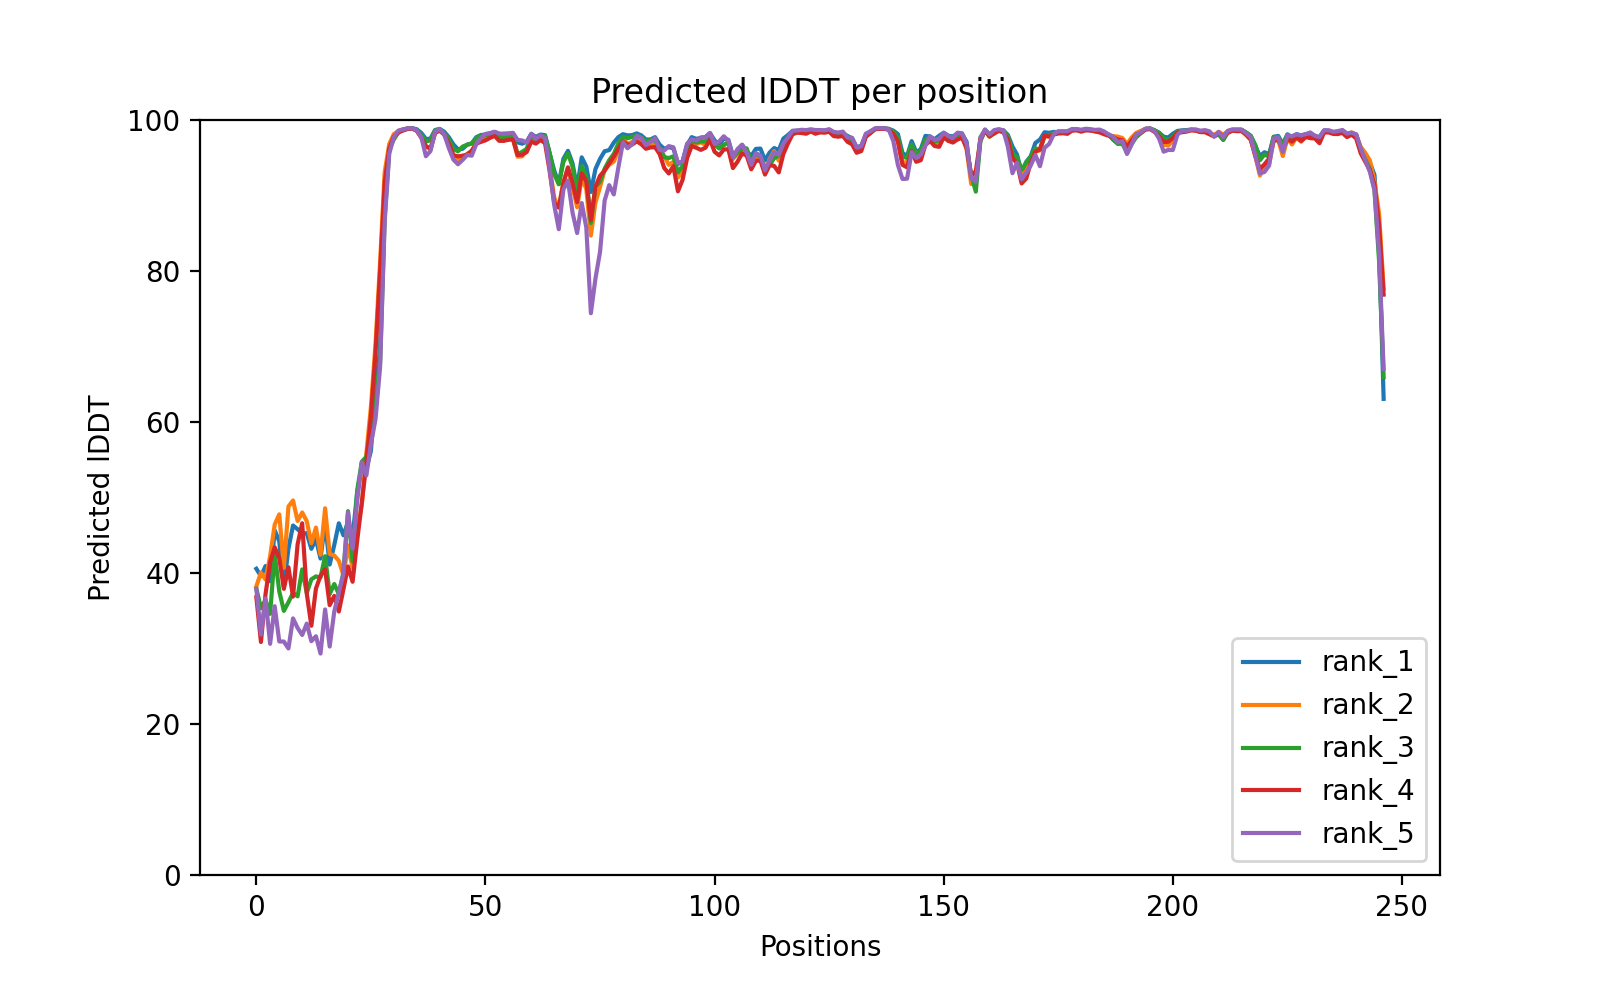 Predicted lDDT per position
100
80
60
40
20
0
Predicted lDDT
0 50 100 150 200 250
Positions
rank_1
rank_2
rank_3
rank_4
rank_5